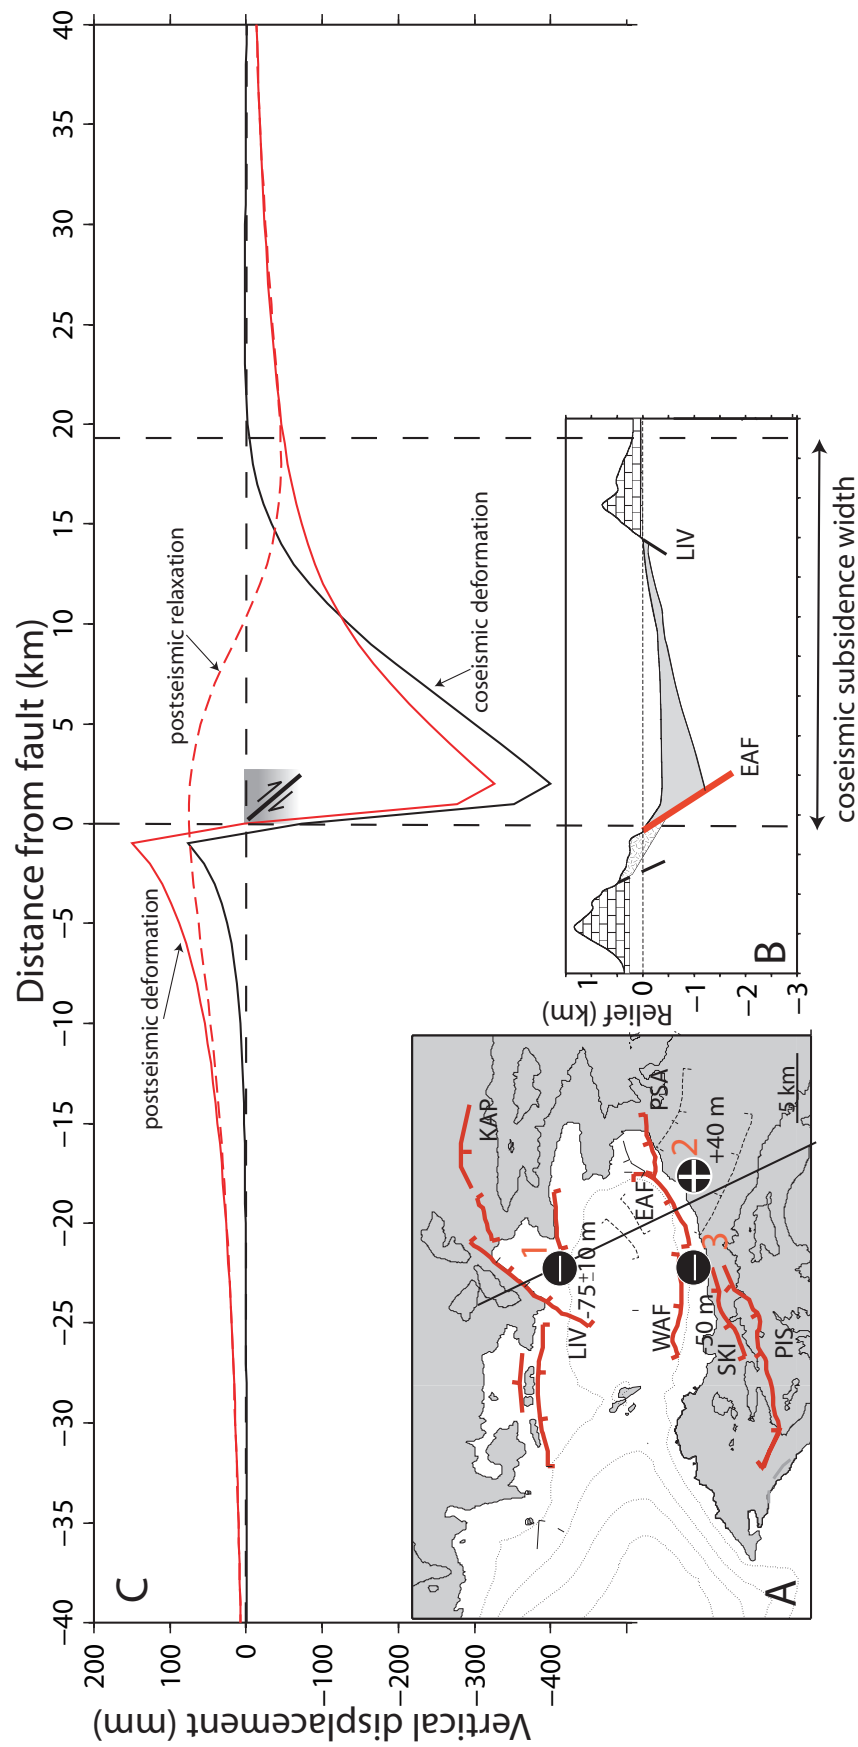 Distance from fault (km)
−40
−35
−30
−25
−20
−15
−10
−5
0
5
10
15
20
25
30
35
40
Vertical displacement (mm)
200
100
0
−100
−200
−300
−400
C
postseismic deformation
postseismic relaxation
coseismic deformation
A
KAP
LIV
1
-75±10 m
EAF
PSA
WAF
50 m
2
+40 m
3
SKI
PIS
5 km
B
Relief (km)
1
0
−1
−2
−3
EAF
LIV
coseismic subsidence width